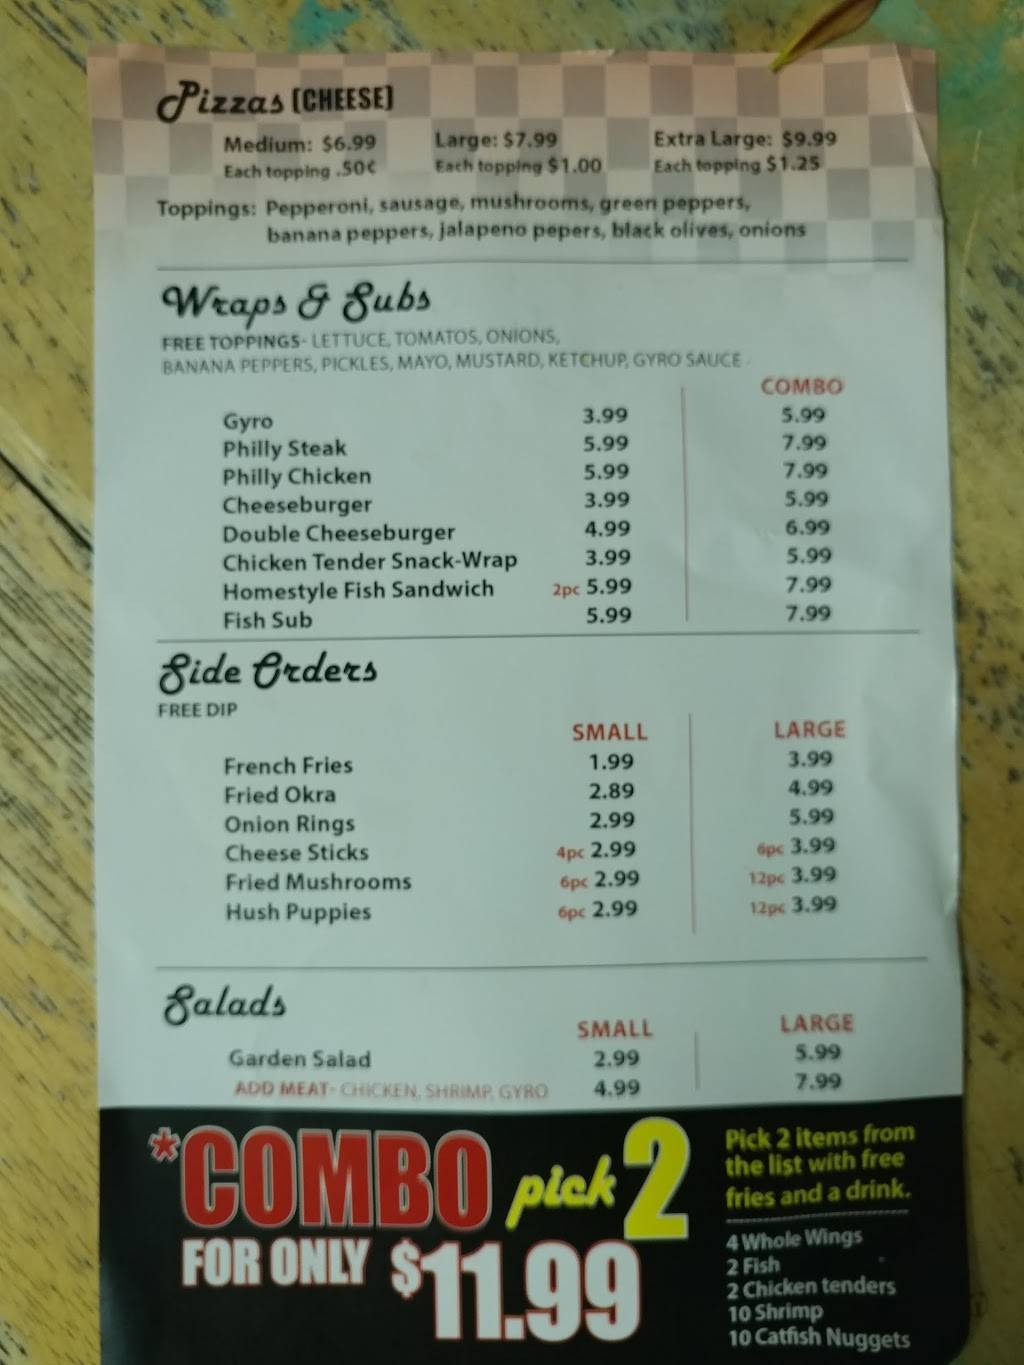 Pizzas (CHEESE)
Medium: $6.99 Large: $7.99 Extra Large: $9.99
Each topping .50¢ Each topping $1.00 Each topping $1.25
Toppings: Pepperoni, sausage, mushrooms, green peppers,
banana peppers, jalapeno pepers, black olives, onions
Wraps & Subs
FREE TOPPINGS- LETTUCE, TOMATOS, ONIONS,
BANANA PEPPERS, PICKLES, MAYO, MUSTARD, KETCHUP, GYRO SAUCE
COMBO
Gyro 3.99 5.99
Philly Steak 5.99 7.99
Philly Chicken 5.99 7.99
Cheeseburger 3.99 5.99
Double Cheeseburger 4.99 6.99
Chicken Tender Snack-Wrap 3.99 5.99
Homestyle Fish Sandwich 2pc 5.99 7.99
Fish Sub 5.99 7.99
Side Orders
FREE DIP
SMALL LARGE
French Fries 1.99 3.99
Fried Okra 2.89 4.99
Onion Rings 2.99 5.99
Cheese Sticks 4pc 2.99 6pc 3.99
Fried Mushrooms 6pc 2.99 12pc 3.99
Hush Puppies 6pc 2.99 12pc 3.99
Salads
SMALL LARGE
Garden Salad 2.99 5.99
ADD MEAT- CHICKEN, SHRIMP, GYRO 4.99 7.99
*COMBO pick 2
FOR ONLY $11.99
Pick 2 items from
the list with free
fries and a drink.
4 Whole Wings
2 Fish
2 Chicken tenders
10 Shrimp
10 Catfish Nuggets